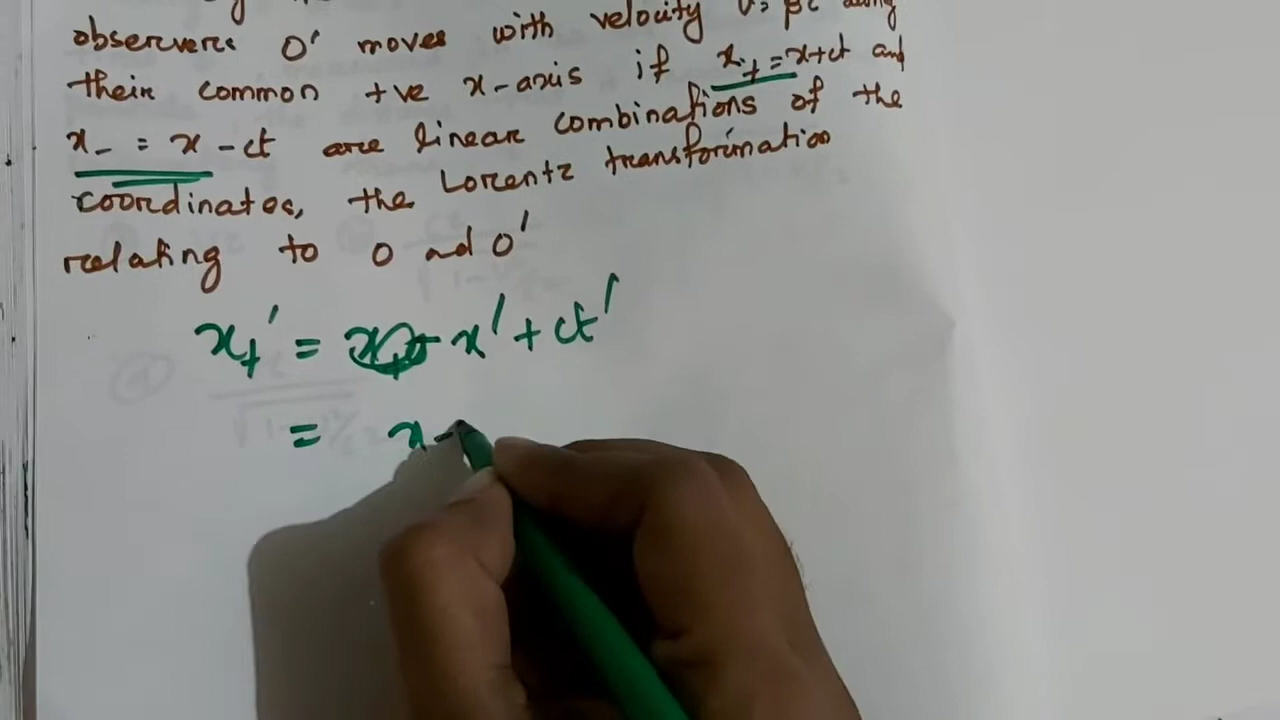 observers O' moves with velocity v = βc along
their common +ve x-axis if x₊ = x+ct and
x₋ = x - ct are linear combinations of the
coordinates, the Lorentz transformation
relating to O ad O'
x₊' = x' + ct'
= x -